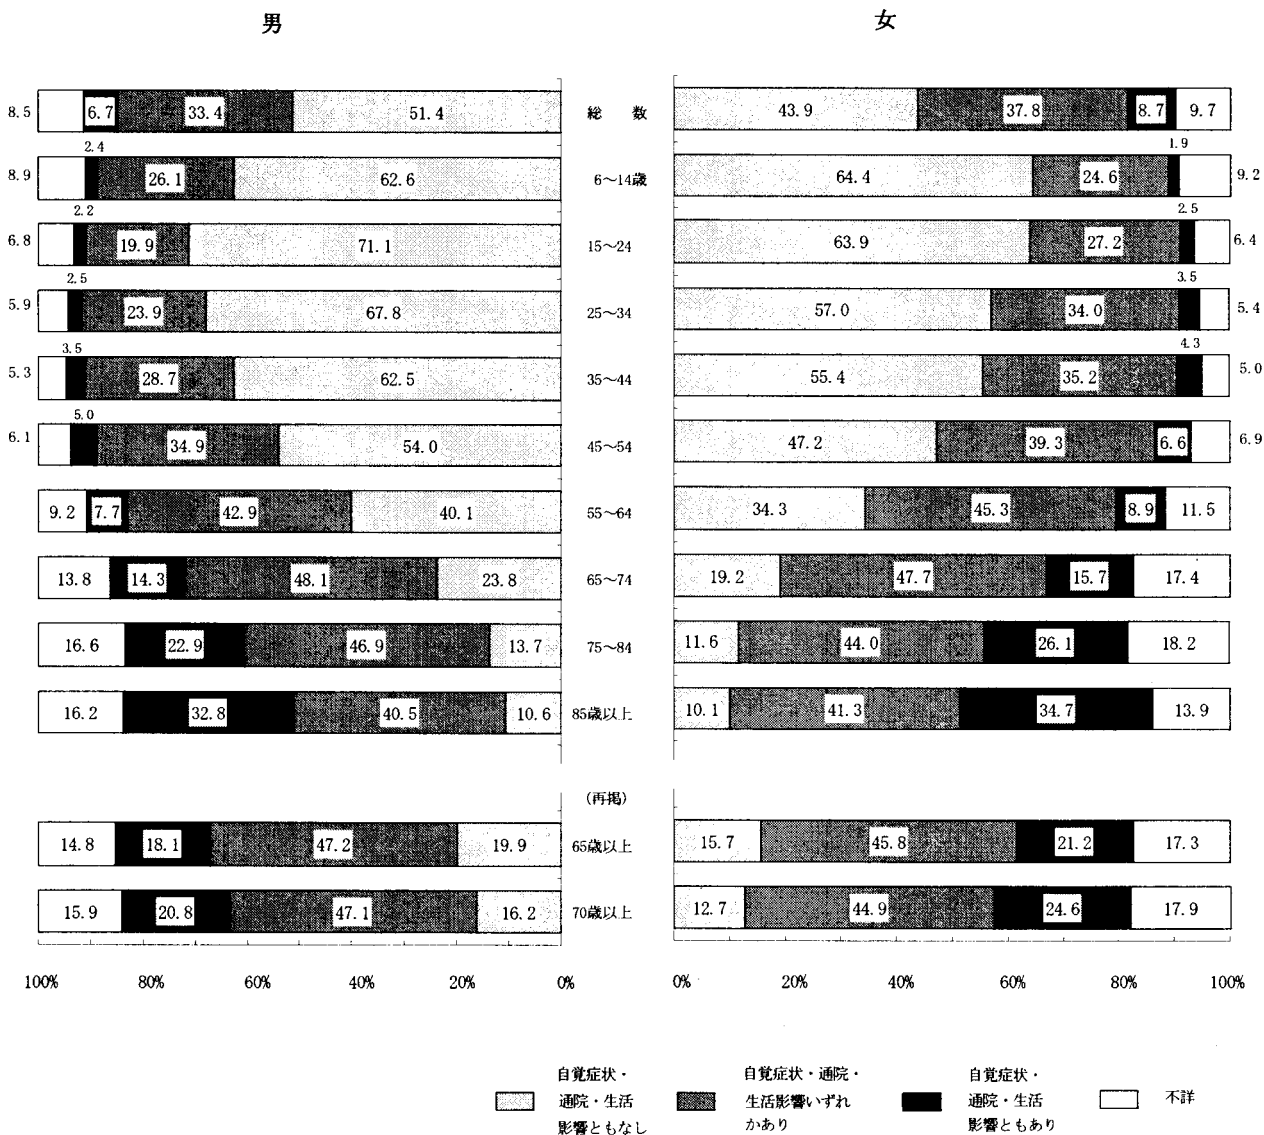 男 女
8.5 6.7 33.4 51.4 総 数 43.9 37.8 8.7 9.7
8.9 2.4 26.1 62.6 6～14歳 64.4 24.6 1.9 9.2
6.8 2.2 19.9 71.1 15～24 63.9 27.2 2.5 6.4
5.9 2.5 23.9 67.8 25～34 57.0 34.0 3.5 5.4
5.3 3.5 28.7 62.5 35～44 55.4 35.2 4.3 5.0
6.1 5.0 34.9 54.0 45～54 47.2 39.3 6.6 6.9
9.2 7.7 42.9 40.1 55～64 34.3 45.3 8.9 11.5
13.8 14.3 48.1 23.8 65～74 19.2 47.7 15.7 17.4
16.6 22.9 46.9 13.7 75～84 11.6 44.0 26.1 18.2
16.2 32.8 40.5 10.6 85歳以上 10.1 41.3 34.7 13.9
(再掲)
14.8 18.1 47.2 19.9 65歳以上 15.7 45.8 21.2 17.3
15.9 20.8 47.1 16.2 70歳以上 12.7 44.9 24.6 17.9
100% 80% 60% 40% 20% 0% 0% 20% 40% 60% 80% 100%
自覚症状・
通院・生活
影響ともなし
自覚症状・通院・
生活影響いずれ
かあり
自覚症状・
通院・生活
影響ともあり
不詳